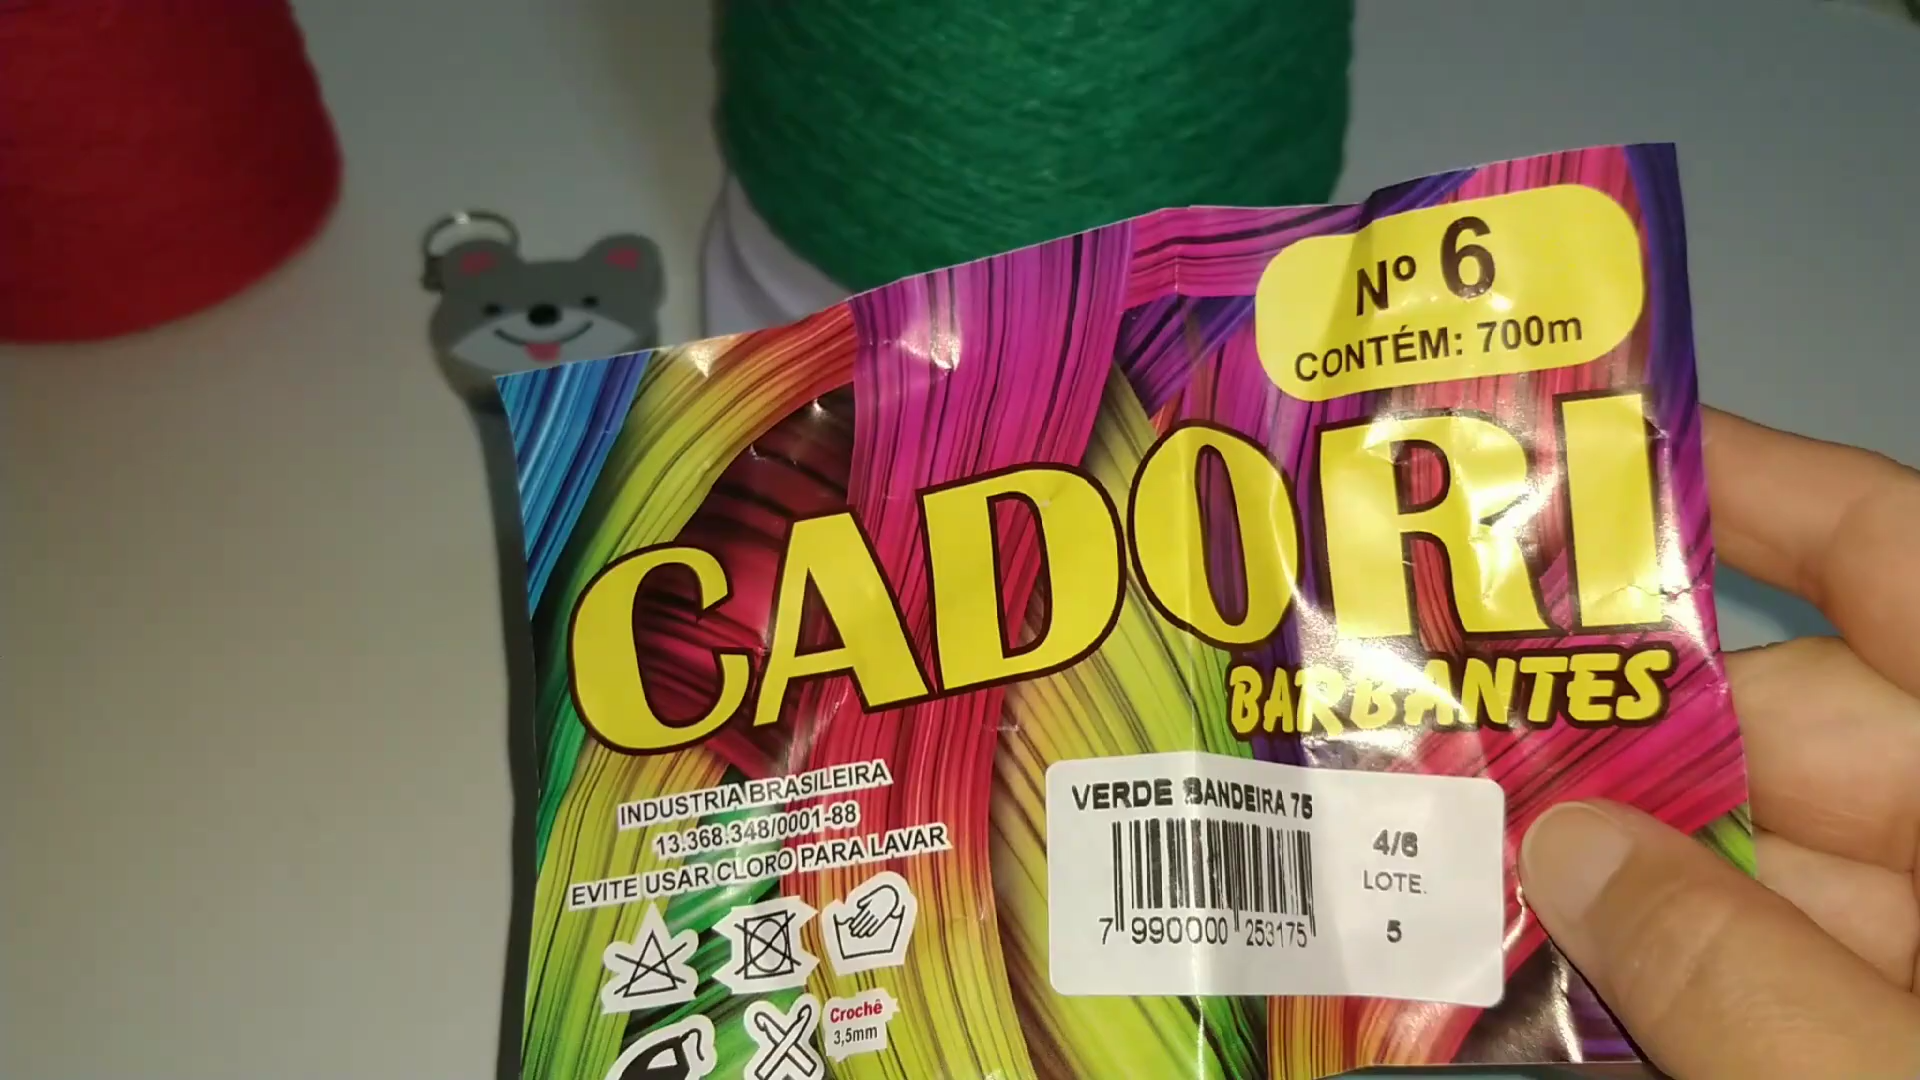 Nº 6
CONTÉM: 700m
CADORI
BARBANTES
INDUSTRIA BRASILEIRA
13.368.348/0001-88
EVITE USAR CLORO PARA LAVAR
VERDE BANDEIRA 75
4/6
LOTE.
5
7 990000 253175
Crochê
3,5mm